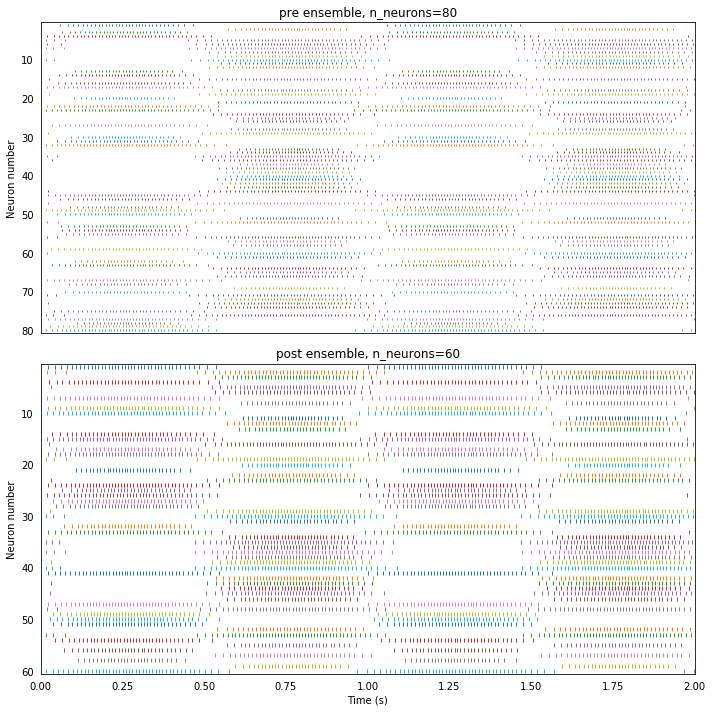 pre ensemble, n_neurons=80
10
20
30
40
50
60
70
80
Neuron number
post ensemble, n_neurons=60
10
20
30
40
50
60
Neuron number
0.00 0.25 0.50 0.75 1.00 1.25 1.50 1.75 2.00
Time (s)